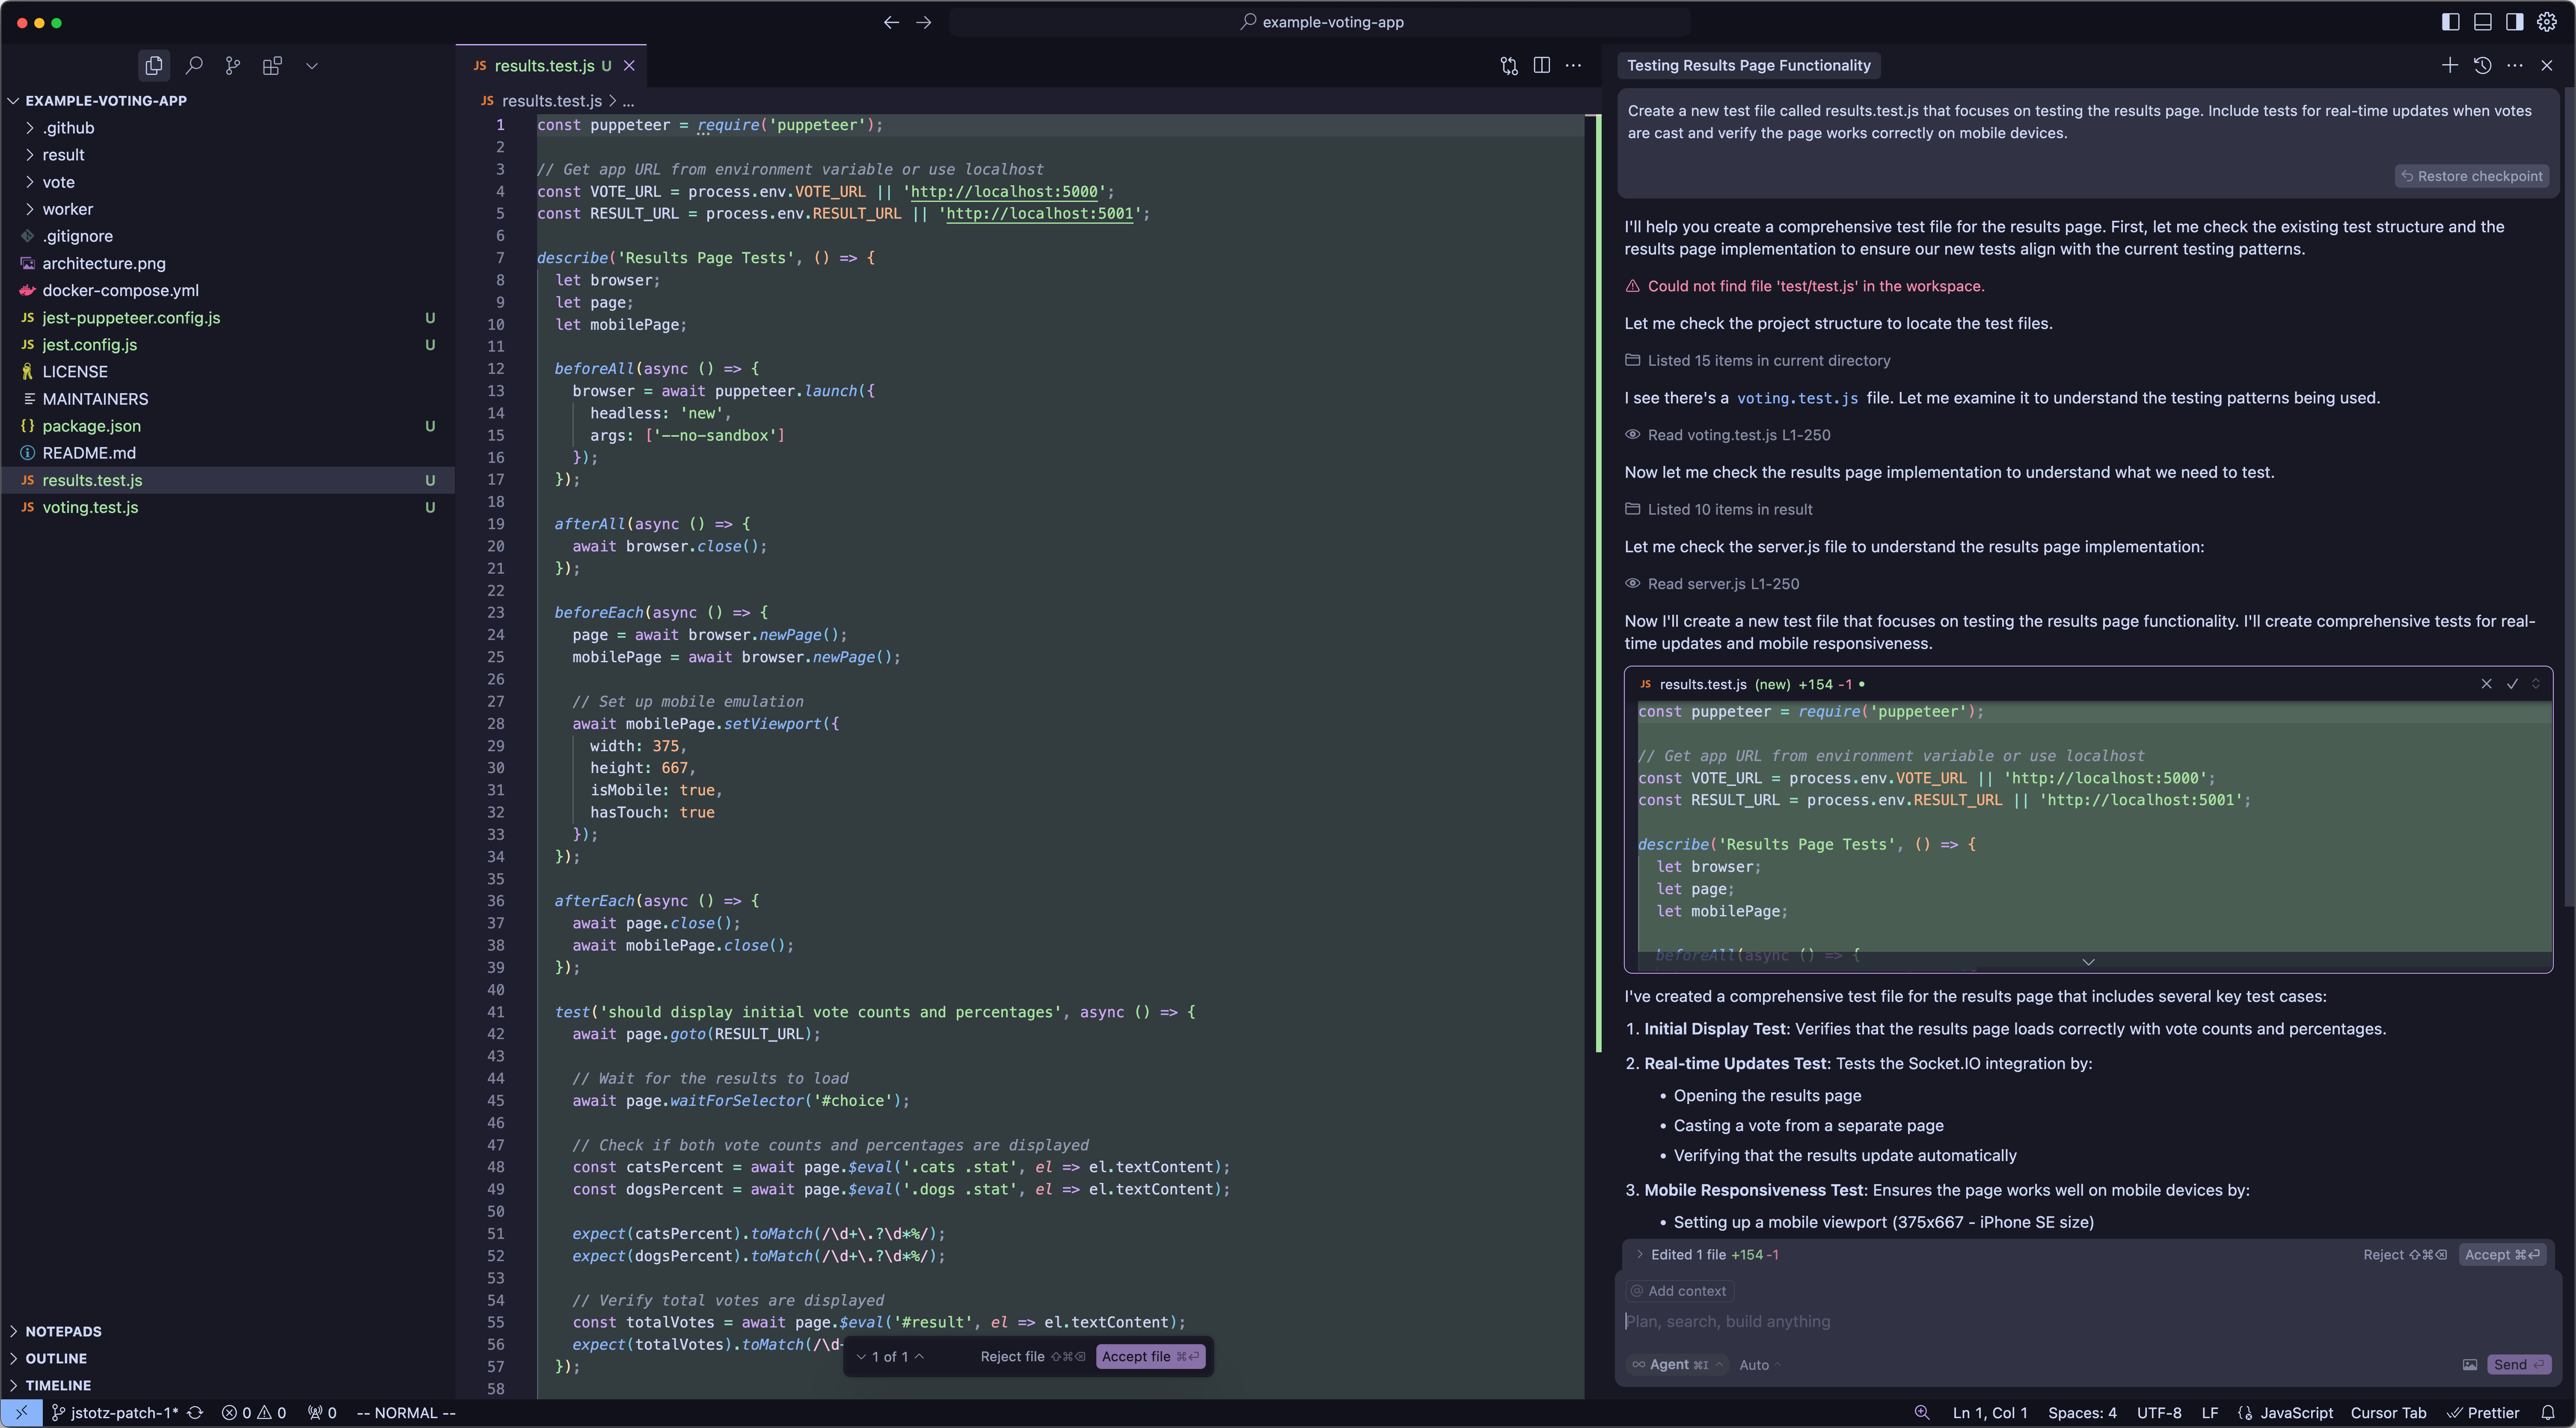 example-voting-app
EXAMPLE-VOTING-APP
.github
result
vote
worker
.gitignore
architecture.png
docker-compose.yml
JS jest-puppeteer.config.js U
JS jest.config.js U
LICENSE
MAINTAINERS
{} package.json U
README.md
JS results.test.js U
JS voting.test.js U
NOTEPADS
OUTLINE
TIMELINE
JS results.test.js U
JS results.test.js > ...
1 const puppeteer = require('puppeteer');
2
3 // Get app URL from environment variable or use localhost
4 const VOTE_URL = process.env.VOTE_URL || 'http://localhost:5000';
5 const RESULT_URL = process.env.RESULT_URL || 'http://localhost:5001';
6
7 describe('Results Page Tests', () => {
8 let browser;
9 let page;
10 let mobilePage;
11
12 beforeAll(async () => {
13 browser = await puppeteer.launch({
14 headless: 'new',
15 args: ['--no-sandbox']
16 });
17 });
18
19 afterAll(async () => {
20 await browser.close();
21 });
22
23 beforeEach(async () => {
24 page = await browser.newPage();
25 mobilePage = await browser.newPage();
26
27 // Set up mobile emulation
28 await mobilePage.setViewport({
29 width: 375,
30 height: 667,
31 isMobile: true,
32 hasTouch: true
33 });
34 });
35
36 afterEach(async () => {
37 await page.close();
38 await mobilePage.close();
39 });
40
41 test('should display initial vote counts and percentages', async () => {
42 await page.goto(RESULT_URL);
43
44 // Wait for the results to load
45 await page.waitForSelector('#choice');
46
47 // Check if both vote counts and percentages are displayed
48 const catsPercent = await page.$eval('.cats .stat', el => el.textContent);
49 const dogsPercent = await page.$eval('.dogs .stat', el => el.textContent);
50
51 expect(catsPercent).toMatch(/\d+\.?\d*%/);
52 expect(dogsPercent).toMatch(/\d+\.?\d*%/);
53
54 // Verify total votes are displayed
55 const totalVotes = await page.$eval('#result', el => el.textContent);
56 expect(totalVotes).toMatch(/\d
57 });
58
1 of 1 Reject file ⇧⌘⌫ Accept file ⌘⏎
Testing Results Page Functionality
Create a new test file called results.test.js that focuses on testing the results page. Include tests for real-time updates when votes
are cast and verify the page works correctly on mobile devices.
Restore checkpoint
I'll help you create a comprehensive test file for the results page. First, let me check the existing test structure and the
results page implementation to ensure our new tests align with the current testing patterns.
Could not find file 'test/test.js' in the workspace.
Let me check the project structure to locate the test files.
Listed 15 items in current directory
I see there's a voting.test.js file. Let me examine it to understand the testing patterns being used.
Read voting.test.js L1-250
Now let me check the results page implementation to understand what we need to test.
Listed 10 items in result
Let me check the server.js file to understand the results page implementation:
Read server.js L1-250
Now I'll create a new test file that focuses on testing the results page functionality. I'll create comprehensive tests for real-
time updates and mobile responsiveness.
JS results.test.js (new) +154 -1 •
const puppeteer = require('puppeteer');
// Get app URL from environment variable or use localhost
const VOTE_URL = process.env.VOTE_URL || 'http://localhost:5000';
const RESULT_URL = process.env.RESULT_URL || 'http://localhost:5001';
describe('Results Page Tests', () => {
let browser;
let page;
let mobilePage;
beforeAll(async () => {
I've created a comprehensive test file for the results page that includes several key test cases:
1. Initial Display Test: Verifies that the results page loads correctly with vote counts and percentages.
2. Real-time Updates Test: Tests the Socket.IO integration by:
• Opening the results page
• Casting a vote from a separate page
• Verifying that the results update automatically
3. Mobile Responsiveness Test: Ensures the page works well on mobile devices by:
• Setting up a mobile viewport (375x667 - iPhone SE size)
Edited 1 file +154 -1 Reject ⇧⌘⌫ Accept ⌘⏎
@ Add context
Plan, search, build anything
∞ Agent ⌘I Auto Send ⏎
jstotz-patch-1* 0 0 0 -- NORMAL --
Ln 1, Col 1 Spaces: 4 UTF-8 LF JavaScript Cursor Tab Prettier